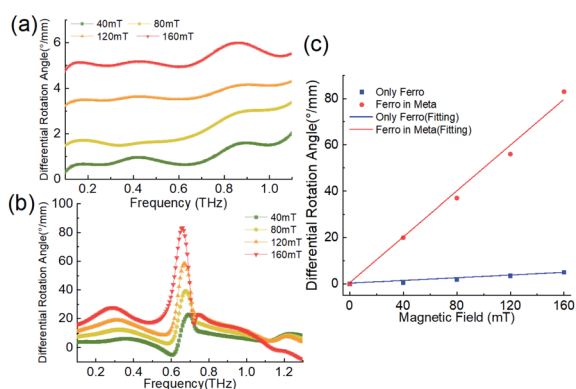 (a)
40mT 80mT
120mT 160mT
Differential Rotation Angle(°/mm)
6
4
2
0
0.2 0.4 0.6 0.8 1.0
Frequency (THz)
(b)
40mT
80mT
120mT
160mT
Differential Rotation Angle(°/mm)
100
80
60
40
20
0
0.2 0.4 0.6 0.8 1.0 1.2
Frequency(THz)
(c)
Only Ferro
Ferro in Meta
Only Ferro(Fitting)
Ferro in Meta(Fitting)
Differential Rotation Angle(°/mm)
80
60
40
20
0
0 40 80 120 160
Magnetic Field (mT)